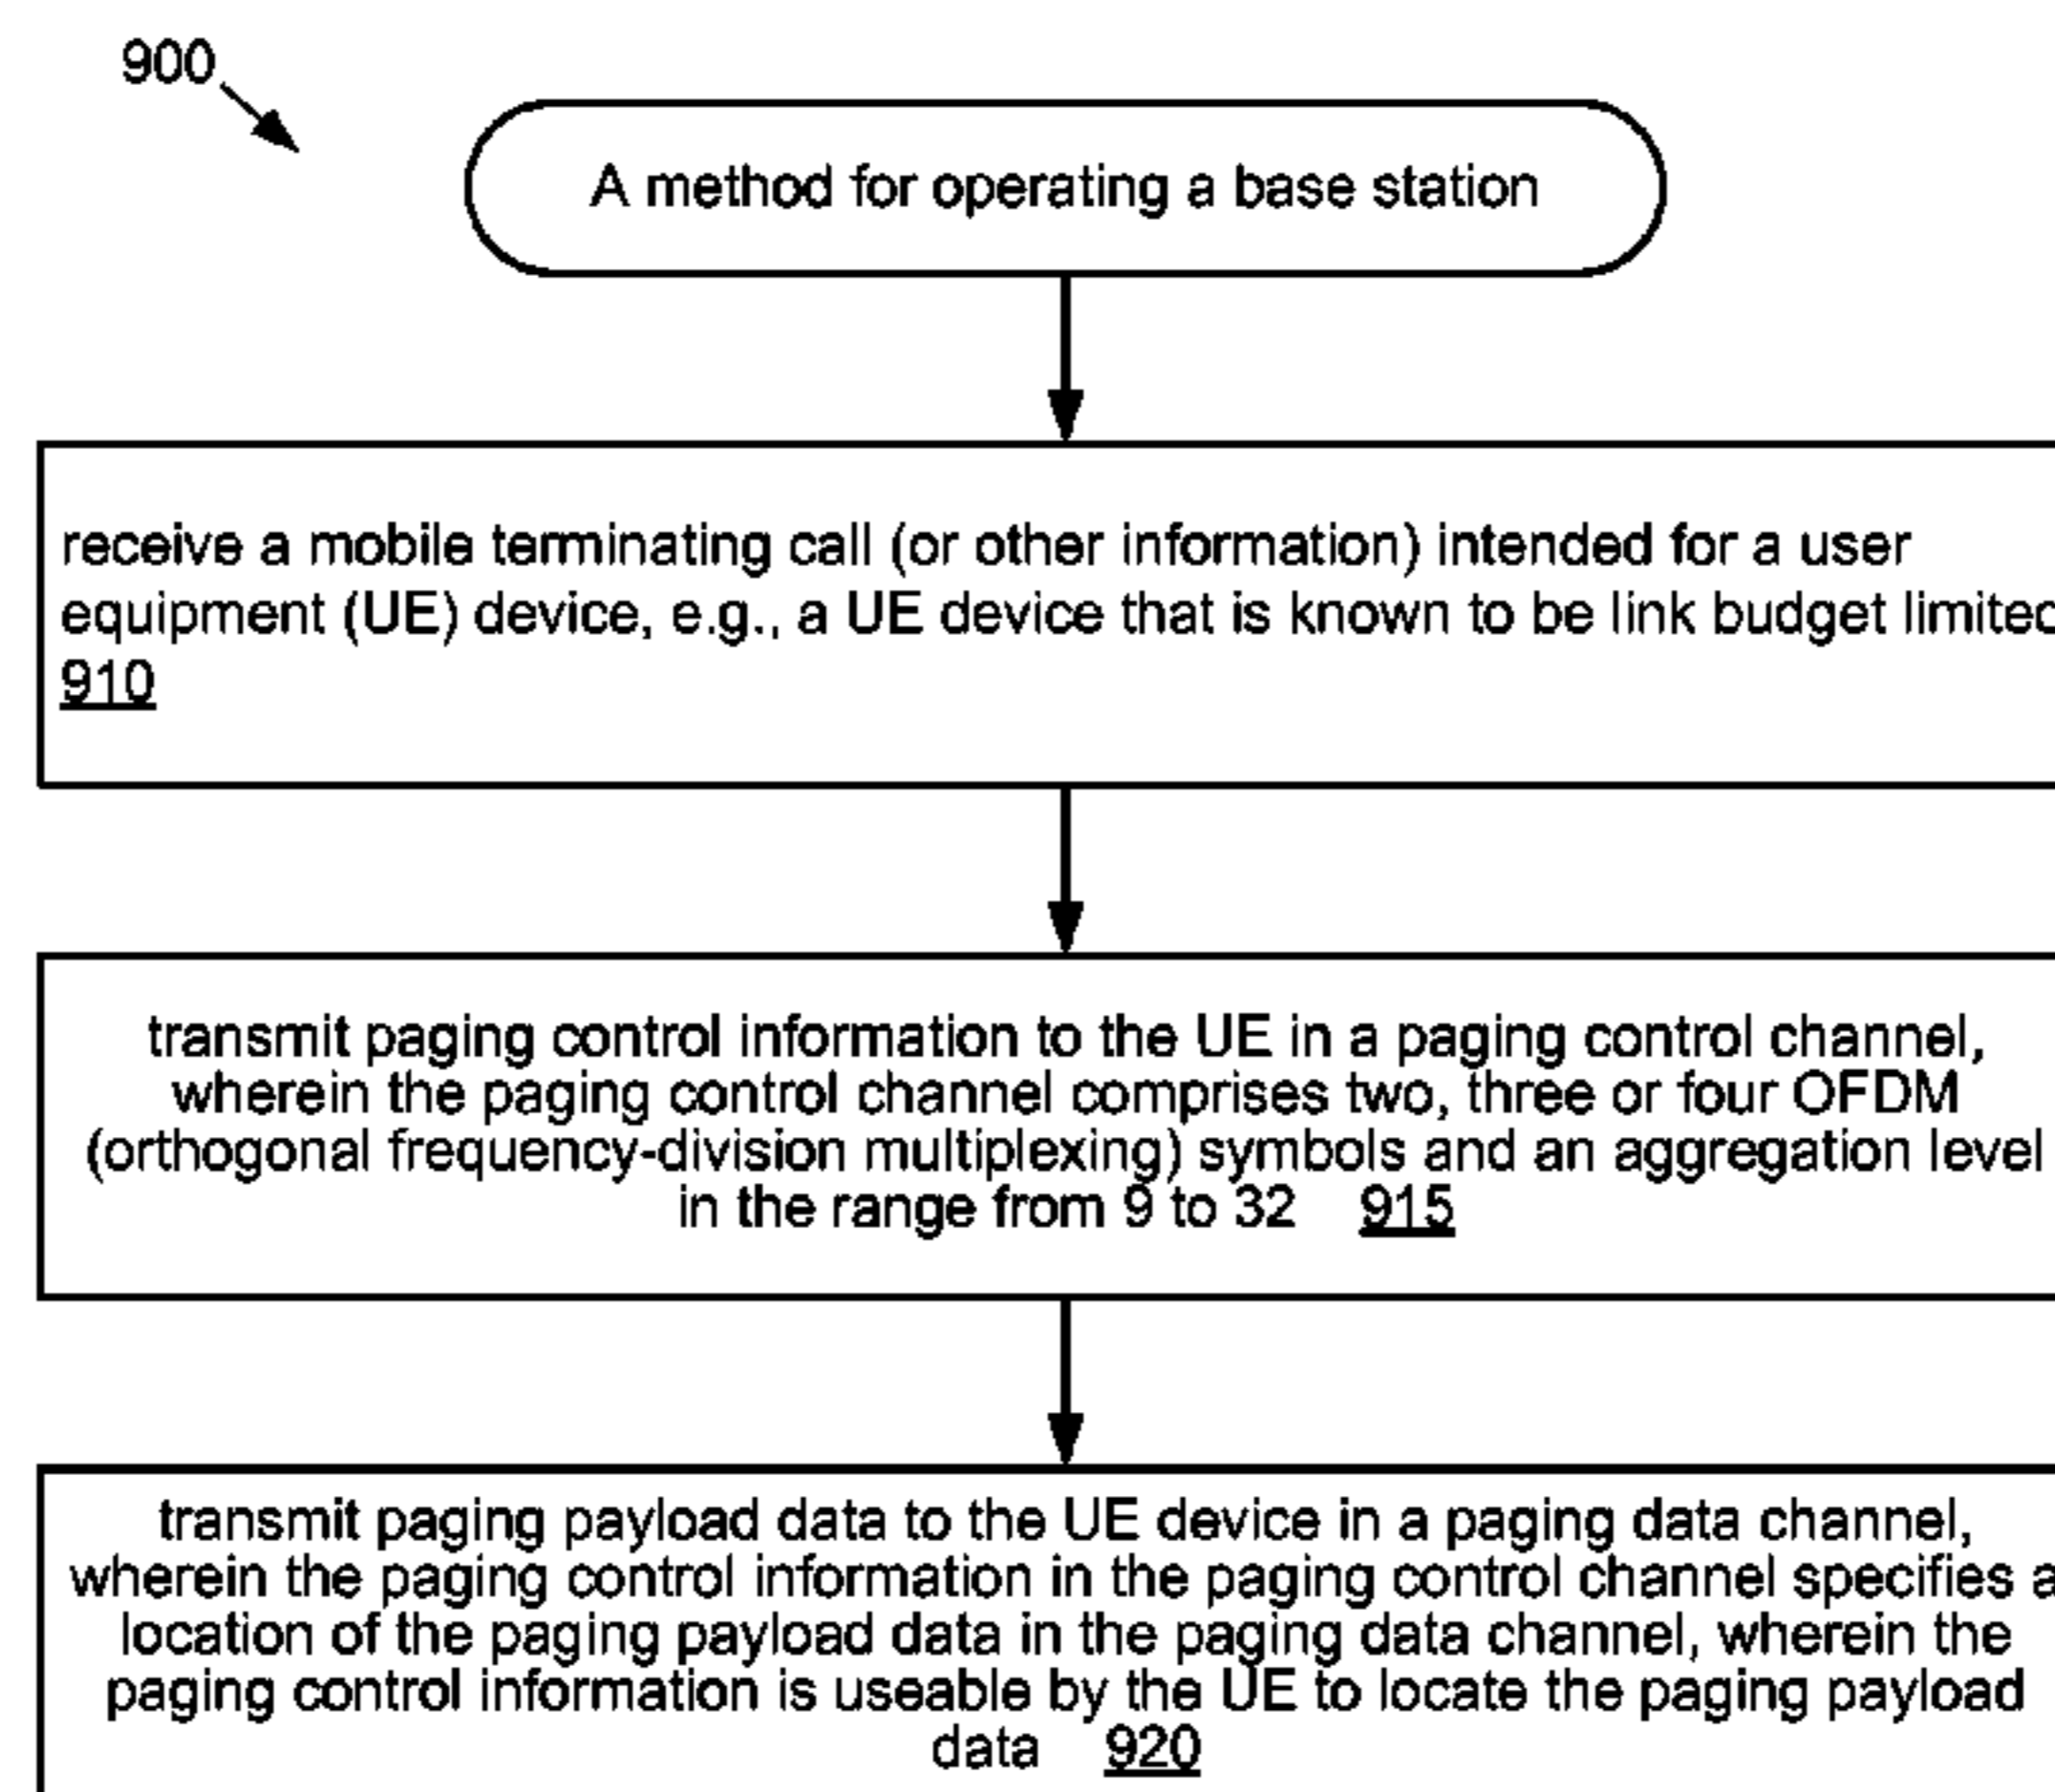 900
A method for operating a base station
receive a mobile terminating call (or other information) intended for a user
equipment (UE) device, e.g., a UE device that is known to be link budget limited
910
transmit paging control information to the UE in a paging control channel,
wherein the paging control channel comprises two, three or four OFDM
(orthogonal frequency-division multiplexing) symbols and an aggregation level
in the range from 9 to 32 915
transmit paging payload data to the UE device in a paging data channel,
wherein the paging control information in the paging control channel specifies a
location of the paging payload data in the paging data channel, wherein the
paging control information is useable by the UE to locate the paging payload
data 920